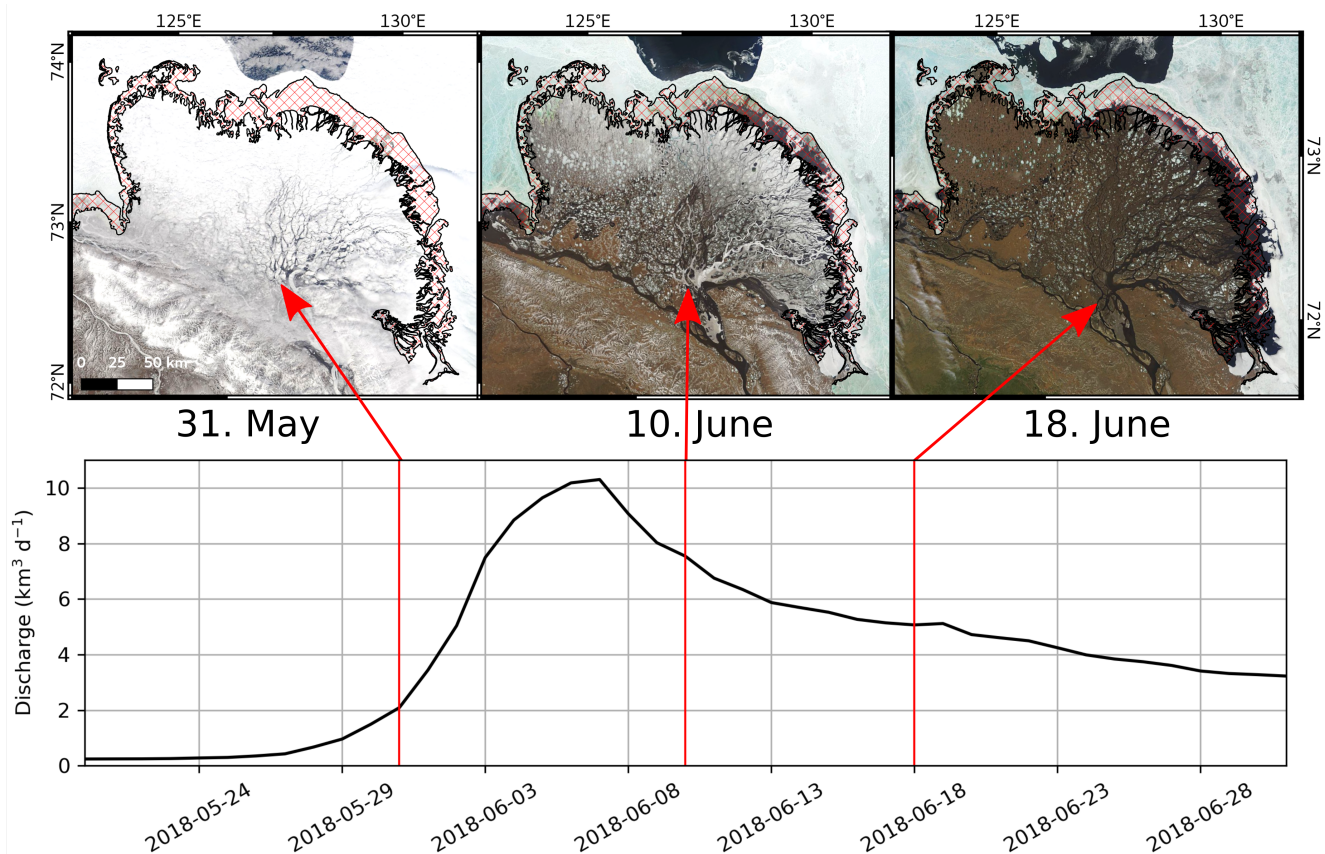 125°E 130°E 125°E 130°E 125°E 130°E
74°N
73°N
72°N
73°N
72°N
0 25 50 km
31. May 10. June 18. June
Discharge (km³ d⁻¹)
10
8
6
4
2
0
2018-05-24 2018-05-29 2018-06-03 2018-06-08 2018-06-13 2018-06-18 2018-06-23 2018-06-28